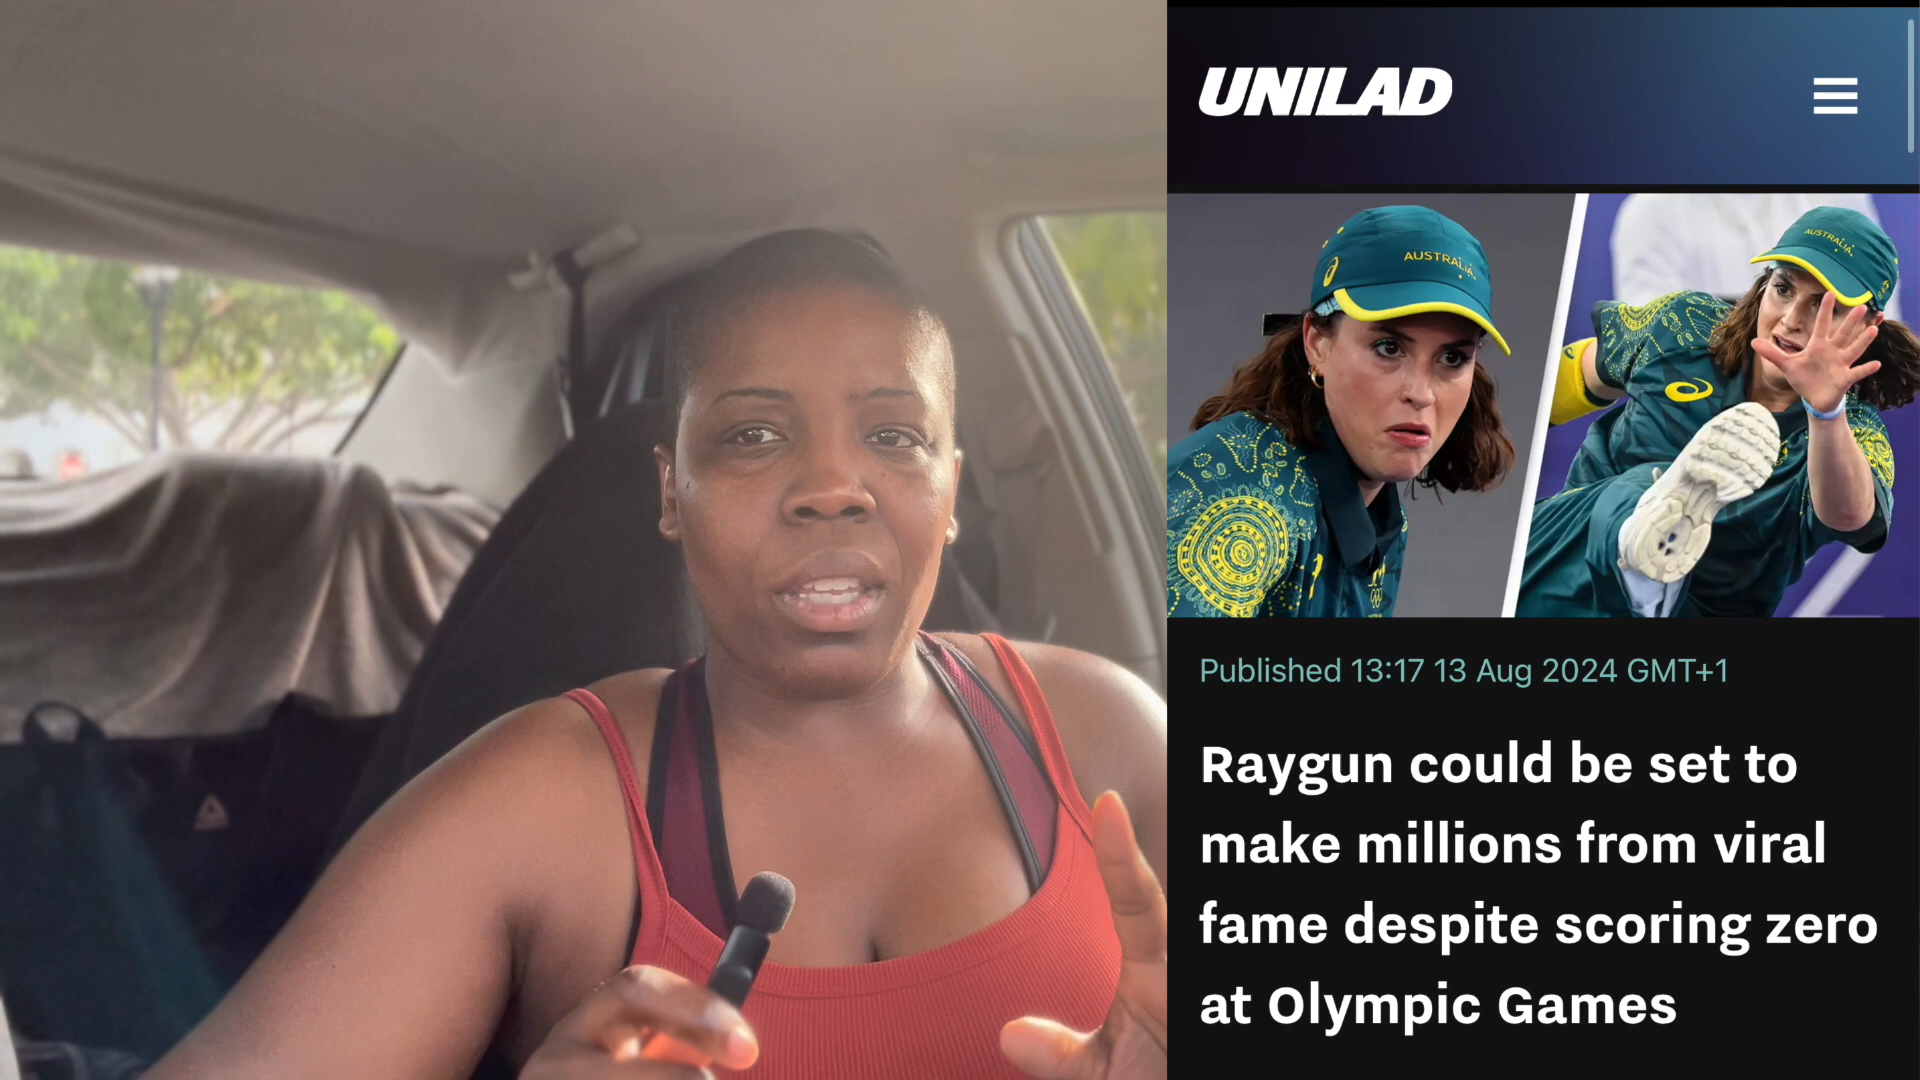 UNILAD
AUSTRALIA
AUSTRALIA
Published 13:17 13 Aug 2024 GMT+1
Raygun could be set to
make millions from viral
fame despite scoring zero
at Olympic Games